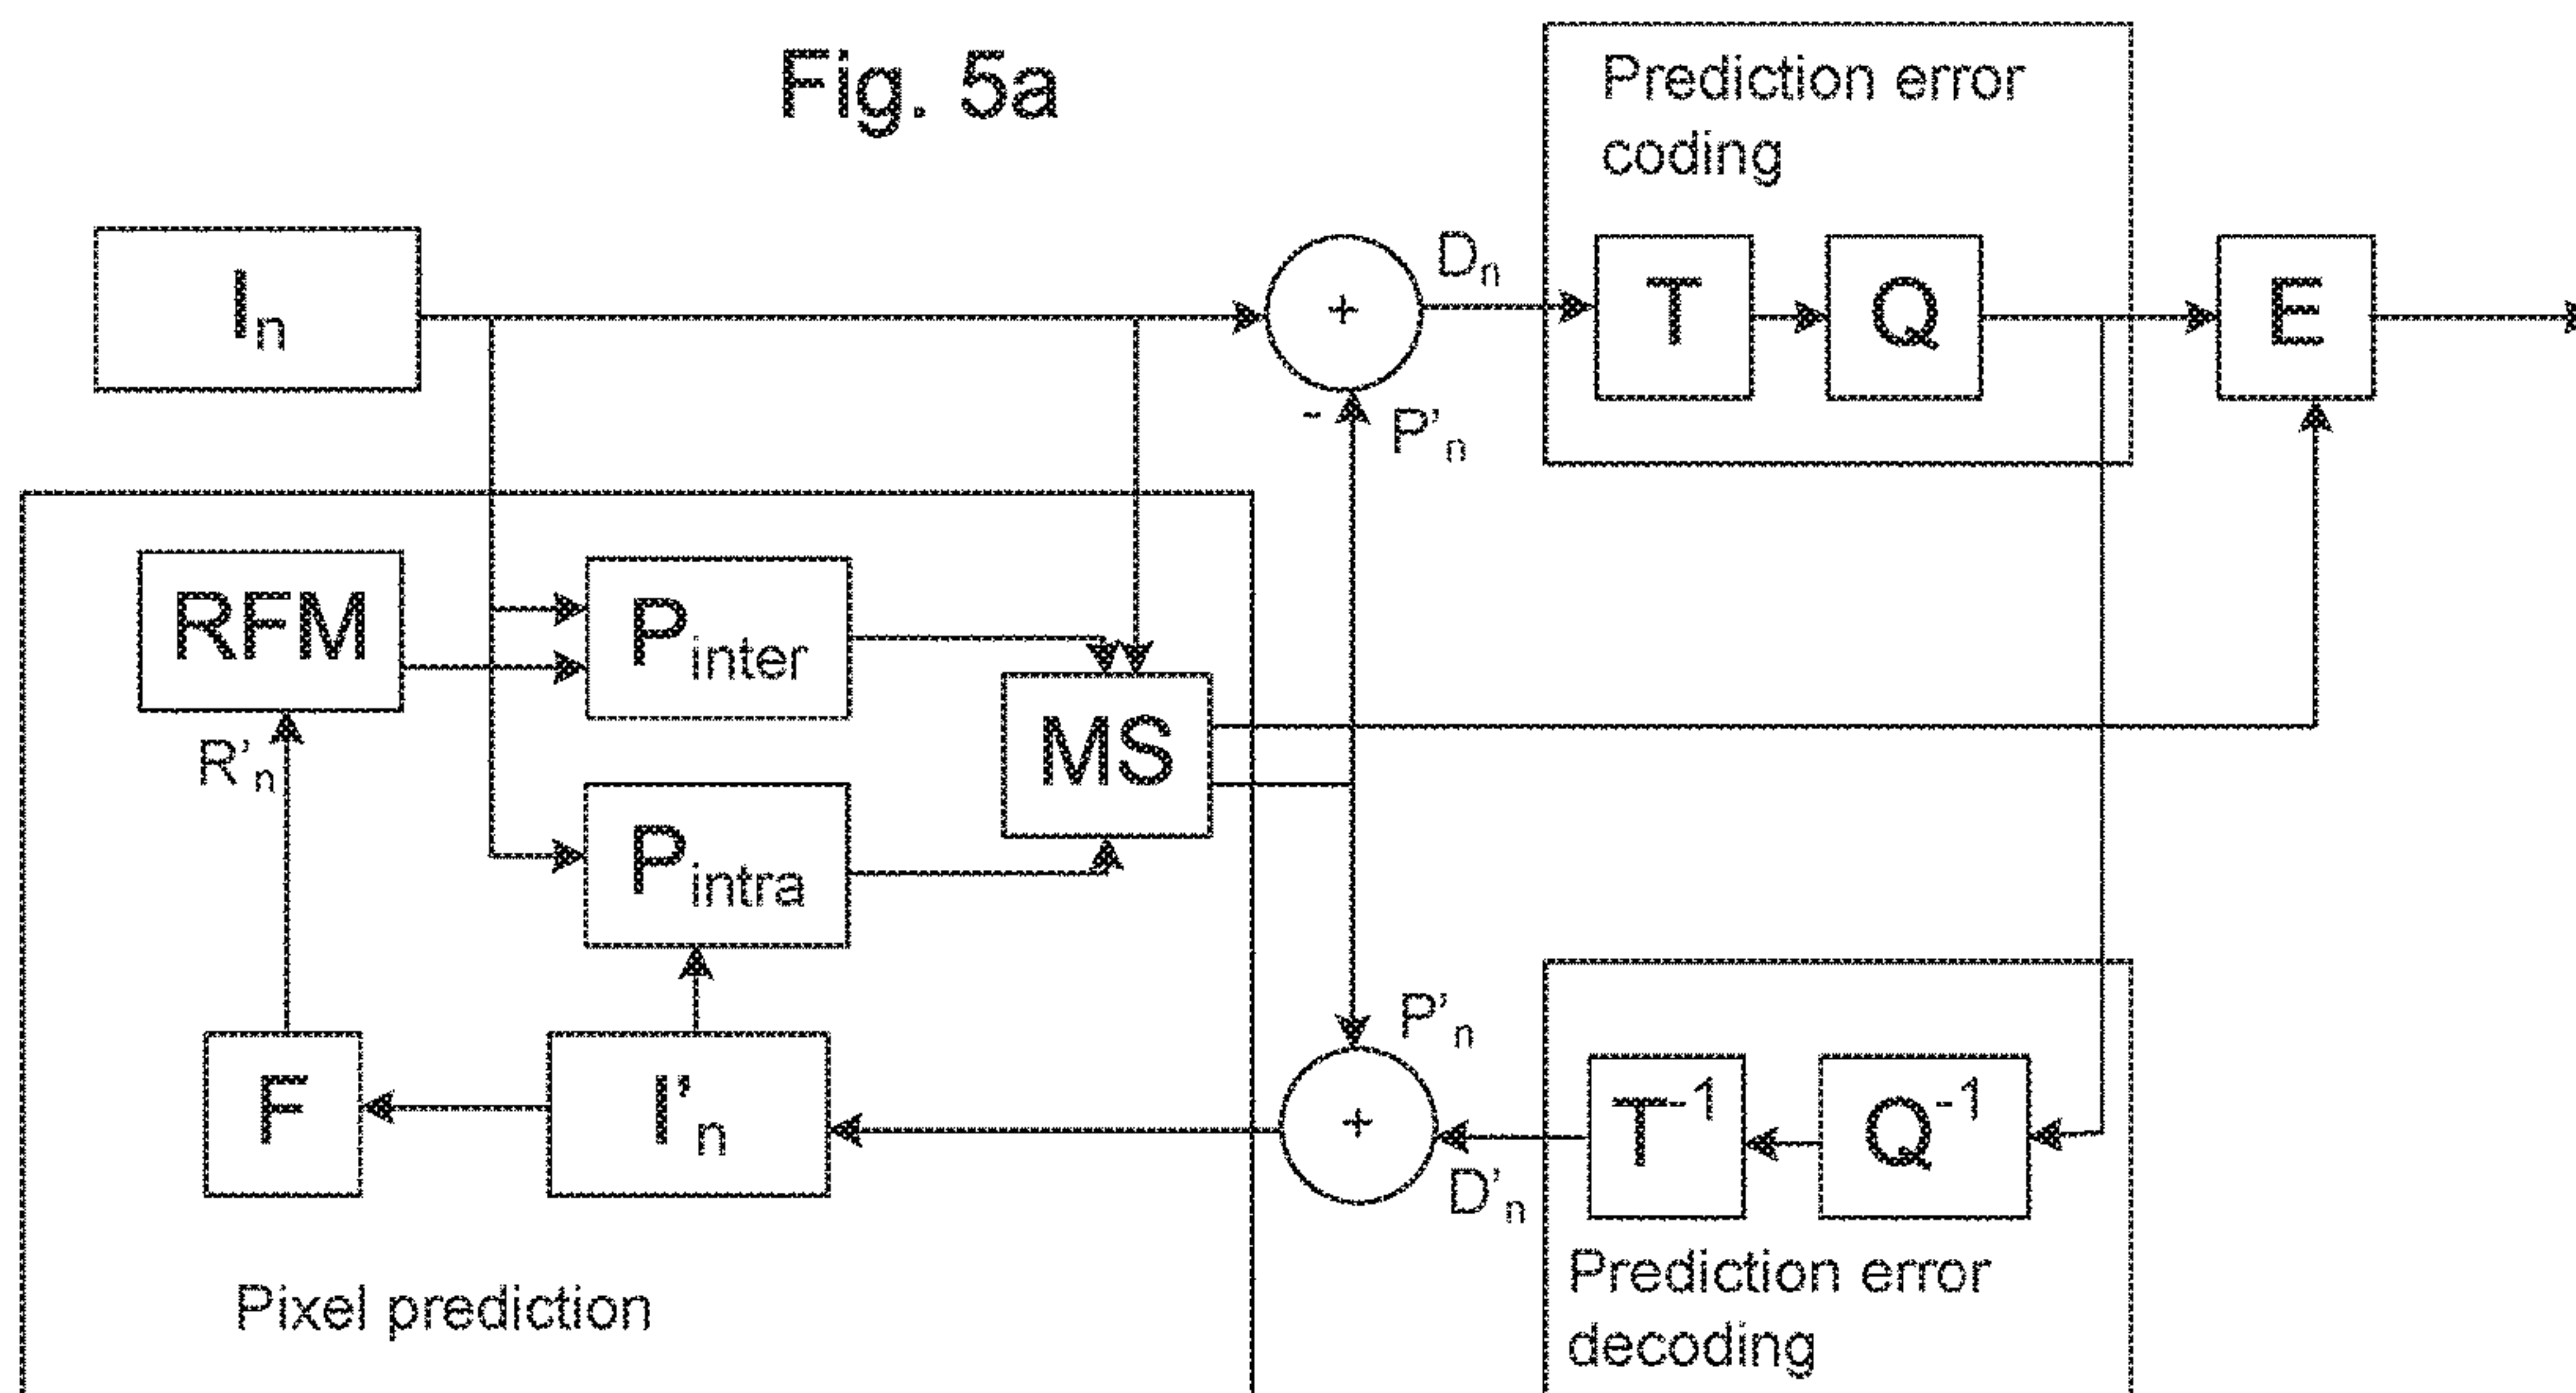 Fig. 5a
Prediction error
coding
Iₙ
+
Dₙ
T
Q
E
-
P'ₙ
RFM
Pinter
MS
R'ₙ
Pintra
P'ₙ
F
I'ₙ
+
D'ₙ
T⁻¹
Q⁻¹
Pixel prediction
Prediction error
decoding